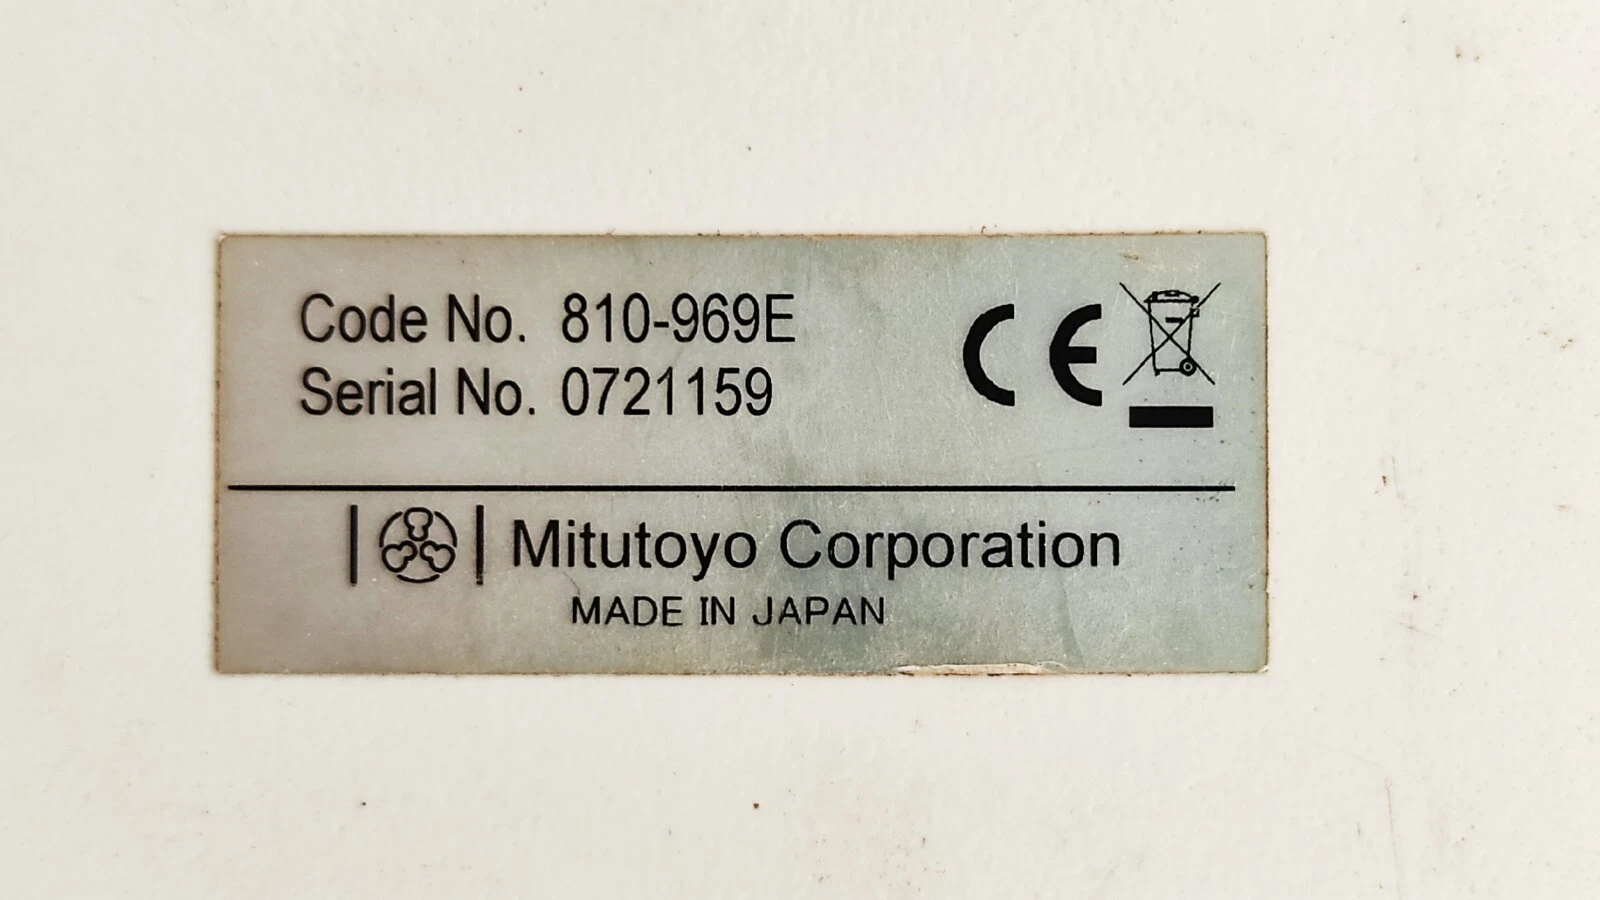 Code No. 810-969E
Serial No. 0721159
CE
Mitutoyo Corporation
MADE IN JAPAN